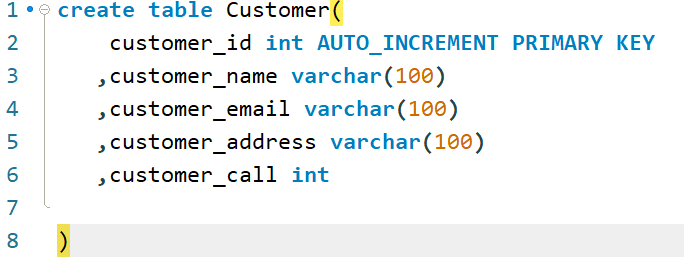 1 create table Customer(
2 customer_id int AUTO_INCREMENT PRIMARY KEY
3 ,customer_name varchar(100)
4 ,customer_email varchar(100)
5 ,customer_address varchar(100)
6 ,customer_call int
7
8 )